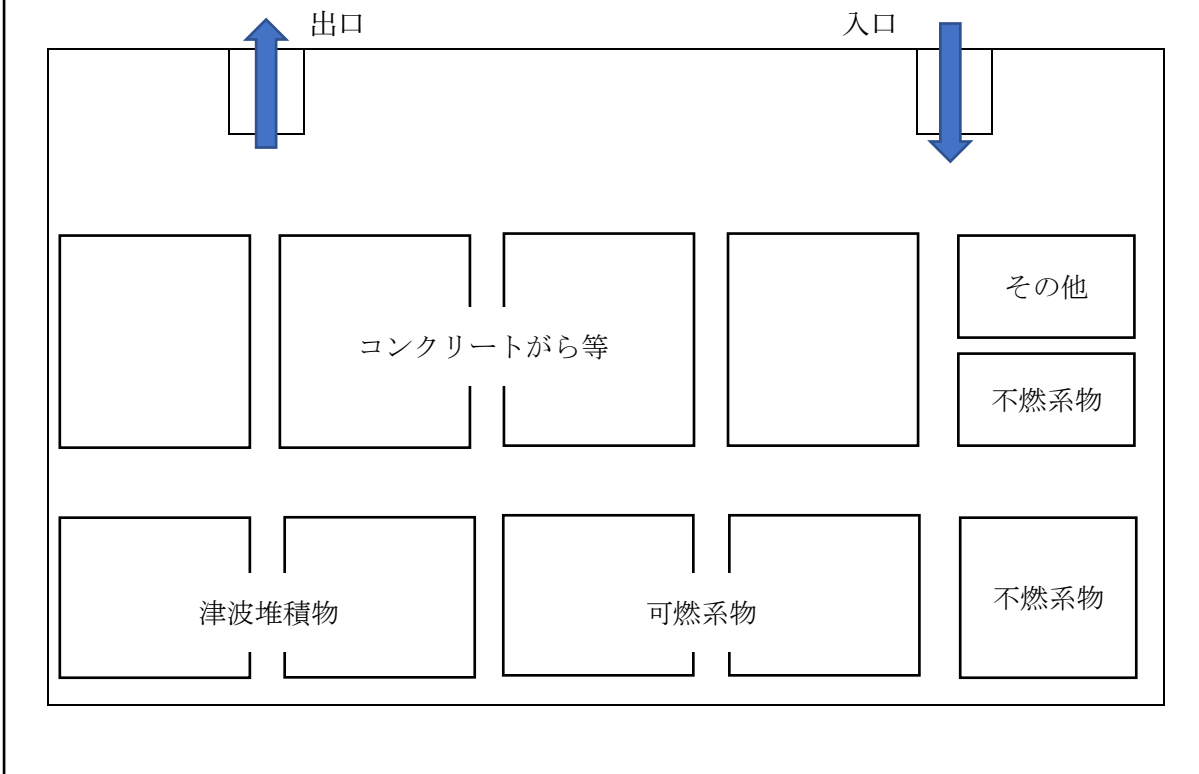 出口
入口
その他
コンクリートがら等
不燃系物
津波堆積物
可燃系物
不燃系物